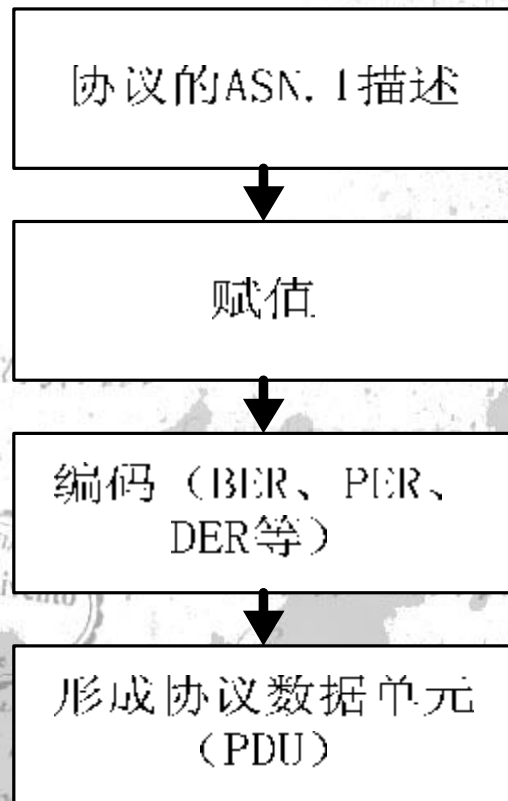 协议的ASN.1描述
赋值
编码（BER、PER、
DER等）
形成协议数据单元
（PDU）